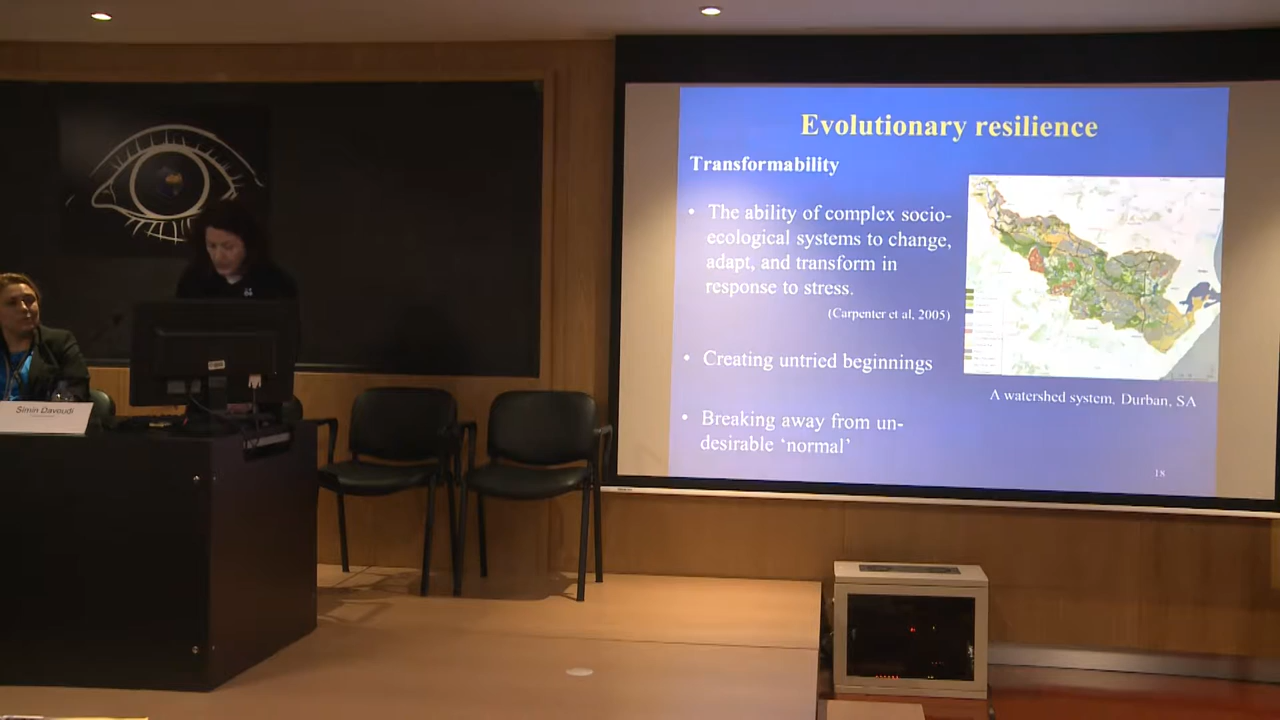 Evolutionary resilience
Transformability
• The ability of complex socio-
ecological systems to change,
adapt, and transform in
response to stress.
(Carpenter et al, 2005)
• Creating untried beginnings
• Breaking away from un-
desirable ‘normal’
A watershed system, Durban, SA
18
Simin Davoudi